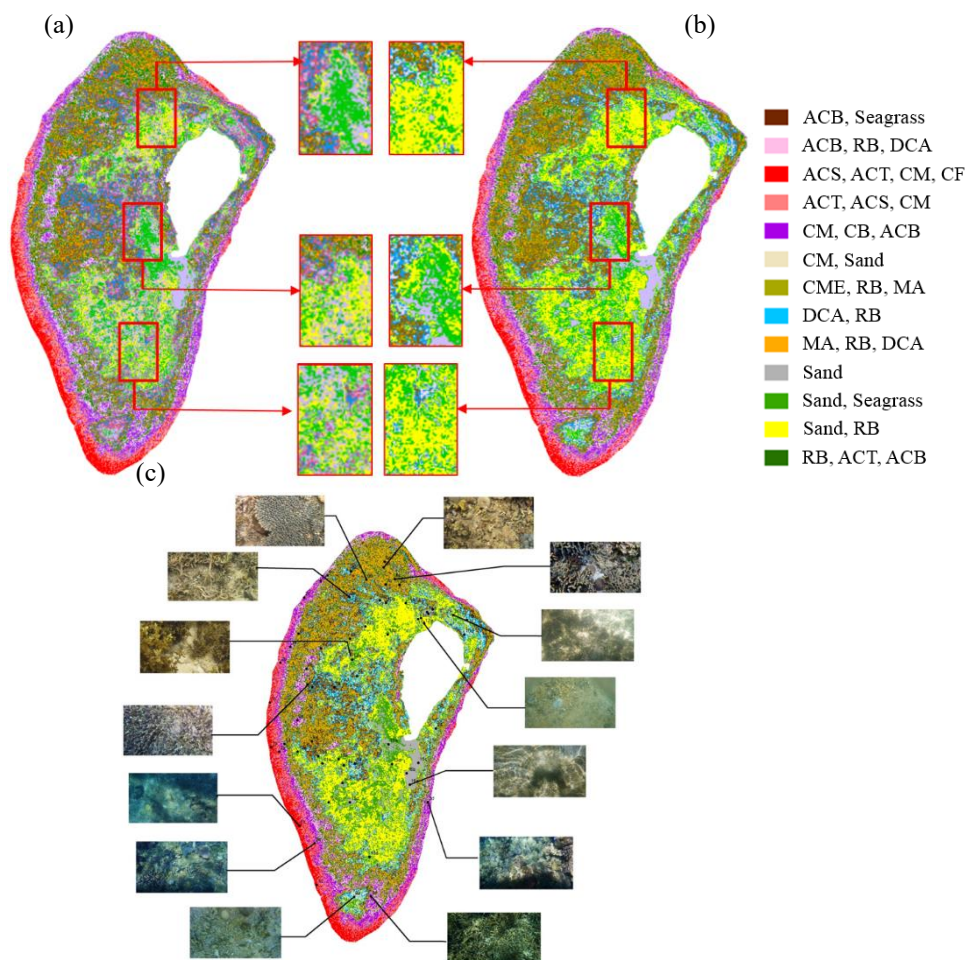 (a)
(b)
ACB, Seagrass
ACB, RB, DCA
ACS, ACT, CM, CF
ACT, ACS, CM
CM, CB, ACB
CM, Sand
CME, RB, MA
DCA, RB
MA, RB, DCA
Sand
Sand, Seagrass
Sand, RB
RB, ACT, ACB
(c)